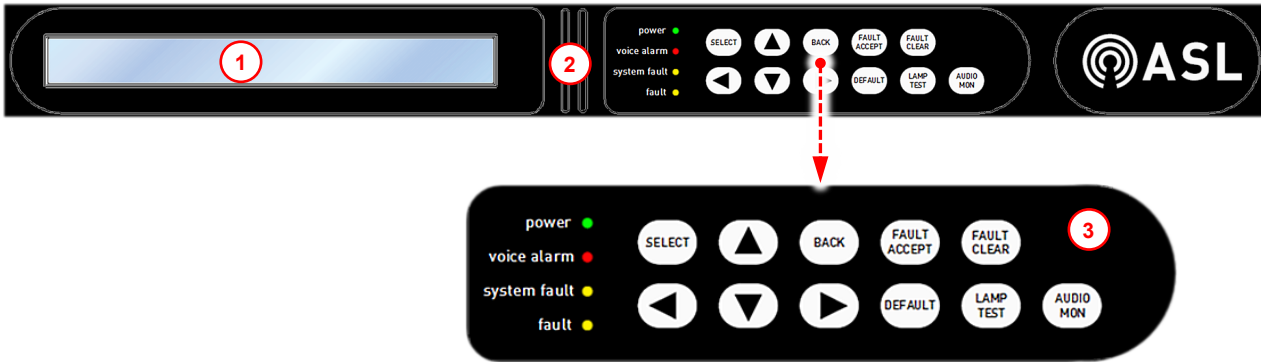 1
2
power
voice alarm
system fault
fault
SELECT
BACK
FAULT
ACCEPT
FAULT
CLEAR
DEFAULT
LAMP
TEST
AUDIO
MON
ASL
power
voice alarm
system fault
fault
SELECT
BACK
FAULT
ACCEPT
FAULT
CLEAR
3
DEFAULT
LAMP
TEST
AUDIO
MON